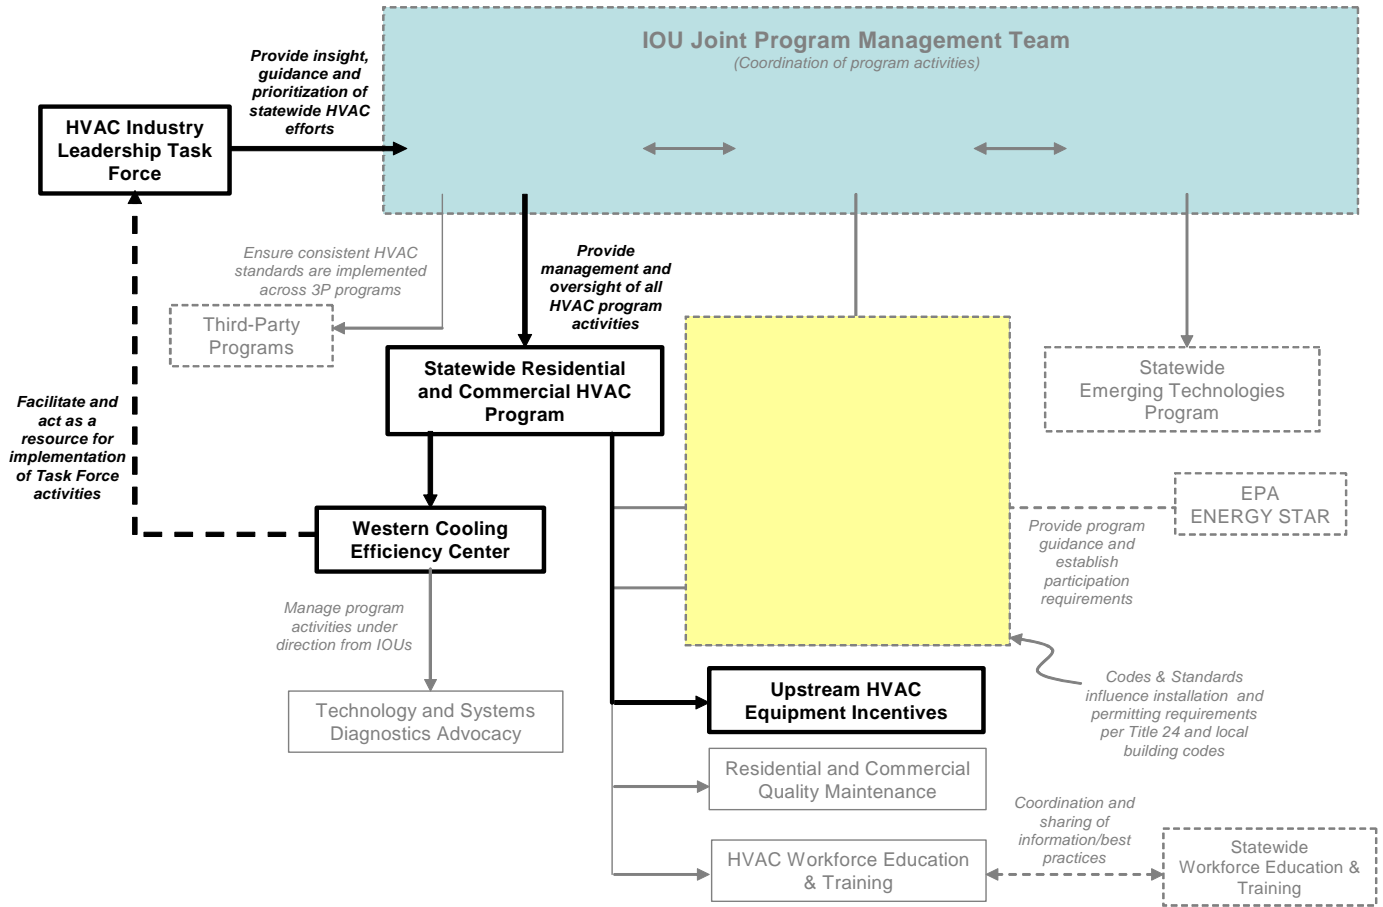 IOU Joint Program Management Team
(Coordination of program activities)
Provide insight,
guidance and
prioritization of
statewide HVAC
efforts
HVAC Industry
Leadership Task
Force
Ensure consistent HVAC
standards are implemented
across 3P programs
Provide
management and
oversight of all
HVAC program
activities
Third-Party
Programs
Statewide Residential
and Commercial HVAC
Program
Statewide
Emerging Technologies
Program
Facilitate and
act as a
resource for
implementation
of Task Force
activities
EPA
ENERGY STAR
Western Cooling
Efficiency Center
Provide program
guidance and
establish
participation
requirements
Manage program
activities under
direction from IOUs
Technology and Systems
Diagnostics Advocacy
Upstream HVAC
Equipment Incentives
Codes & Standards
influence installation and
permitting requirements
per Title 24 and local
building codes
Residential and Commercial
Quality Maintenance
Coordination and
sharing of
information/best
practices
HVAC Workforce Education
& Training
Statewide
Workforce Education &
Training